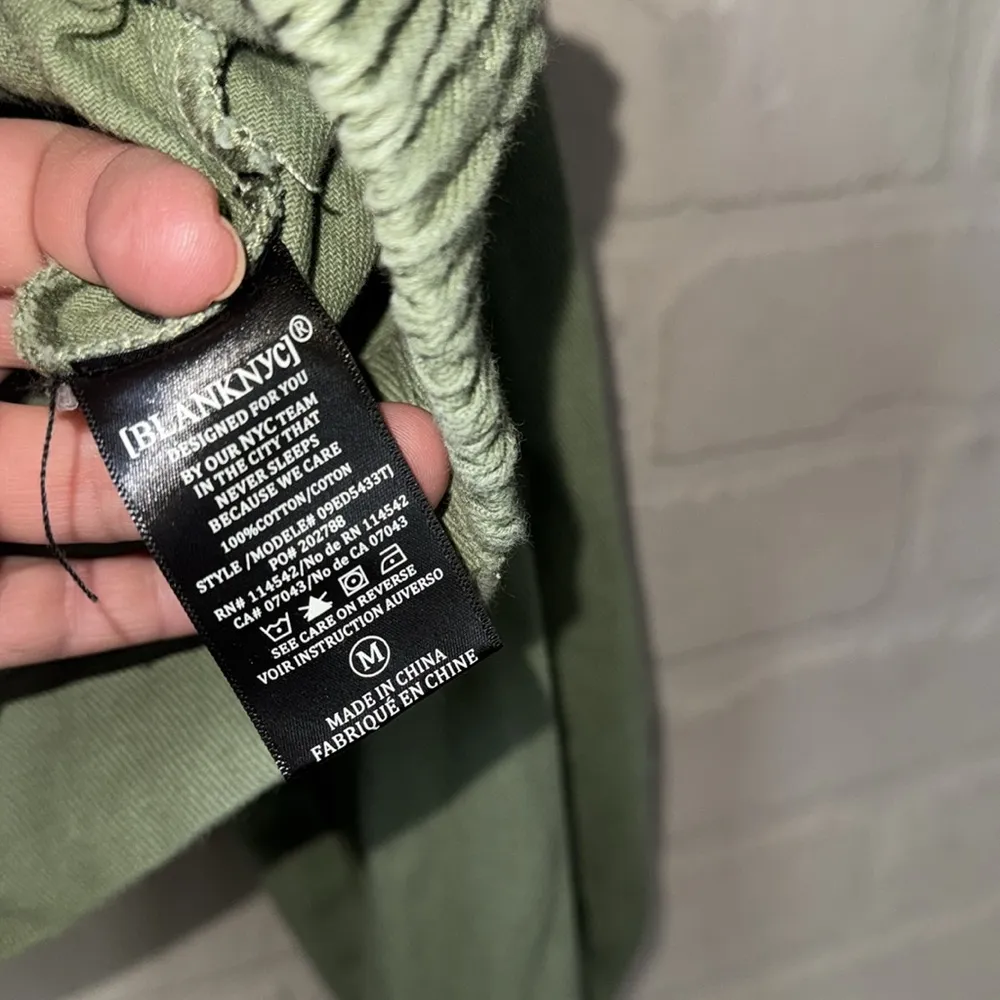 [BLANKNYC]®
DESIGNED FOR YOU
BY OUR NYC TEAM
IN THE CITY THAT
NEVER SLEEPS
BECAUSE WE CARE
100%COTTON/COTON
STYLE /MODELE# 09ED5433TJ
PO# 202788
RN# 114542/No de RN 114542
CA# 07043/No de CA 07043
SEE CARE ON REVERSE
VOIR INSTRUCTION AUVERSO
M
MADE IN CHINA
FABRIQUÉ EN CHINE